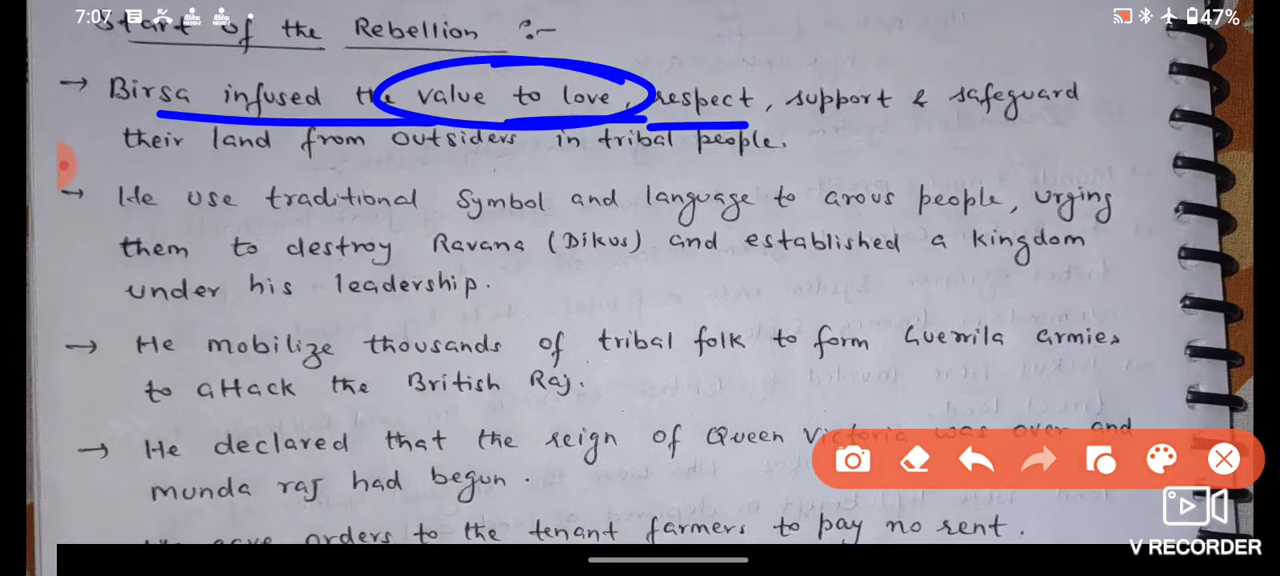 7:07
47%
Start of the Rebellion :-
→ Birsa infused the value to love, respect, support & safeguard
their land from outsiders in tribal people.
→ He use traditional Symbol and language to arous people, urging
them to destroy Ravana (Dikus) and established a kingdom
under his leadership.
→ He mobilize thousands of tribal folk to form Guerrila armies
to attack the British Raj.
→ He declared that the reign of Queen Victoria was over and
munda raj had begun.
orders to the tenant farmers to pay no rent.
V RECORDER